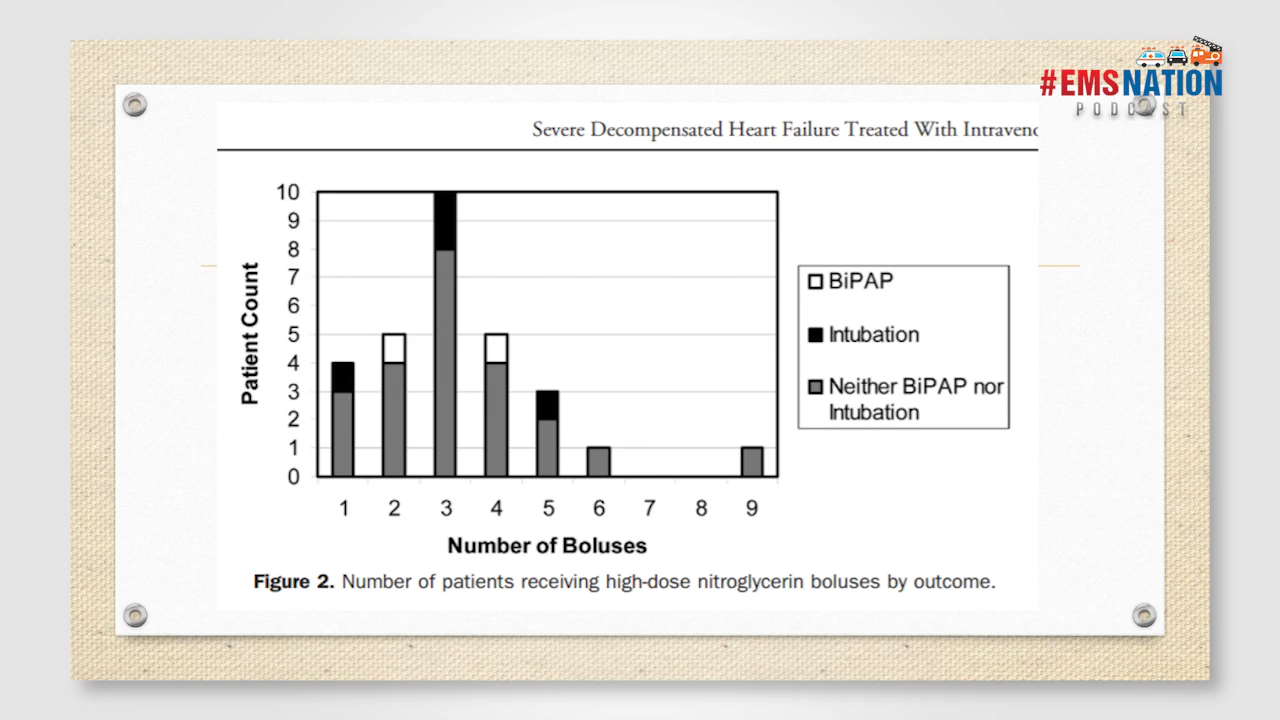 #EMSNATION
PODCAST
Severe Decompensated Heart Failure Treated With Intraveno
10
9
8
7
6
5
4
3
2
1
0
Patient Count
1 2 3 4 5 6 7 8 9
Number of Boluses
BiPAP
Intubation
Neither BiPAP nor
Intubation
Figure 2. Number of patients receiving high-dose nitroglycerin boluses by outcome.